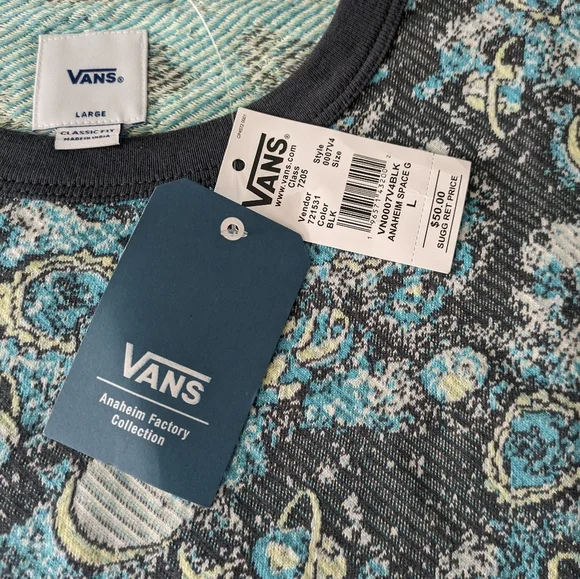 VANS®
LARGE
CLASSIC FIT
MADE IN INDIA
VANS®
www.vans.com
Class
7205
Style
0007V4
Size
Vendor
721531
Color
BLK
VN0007V4BLK
ANAHEIM SPACE G
L
$50.00
SUGG RET PRICE
VANS
Anaheim Factory
Collection